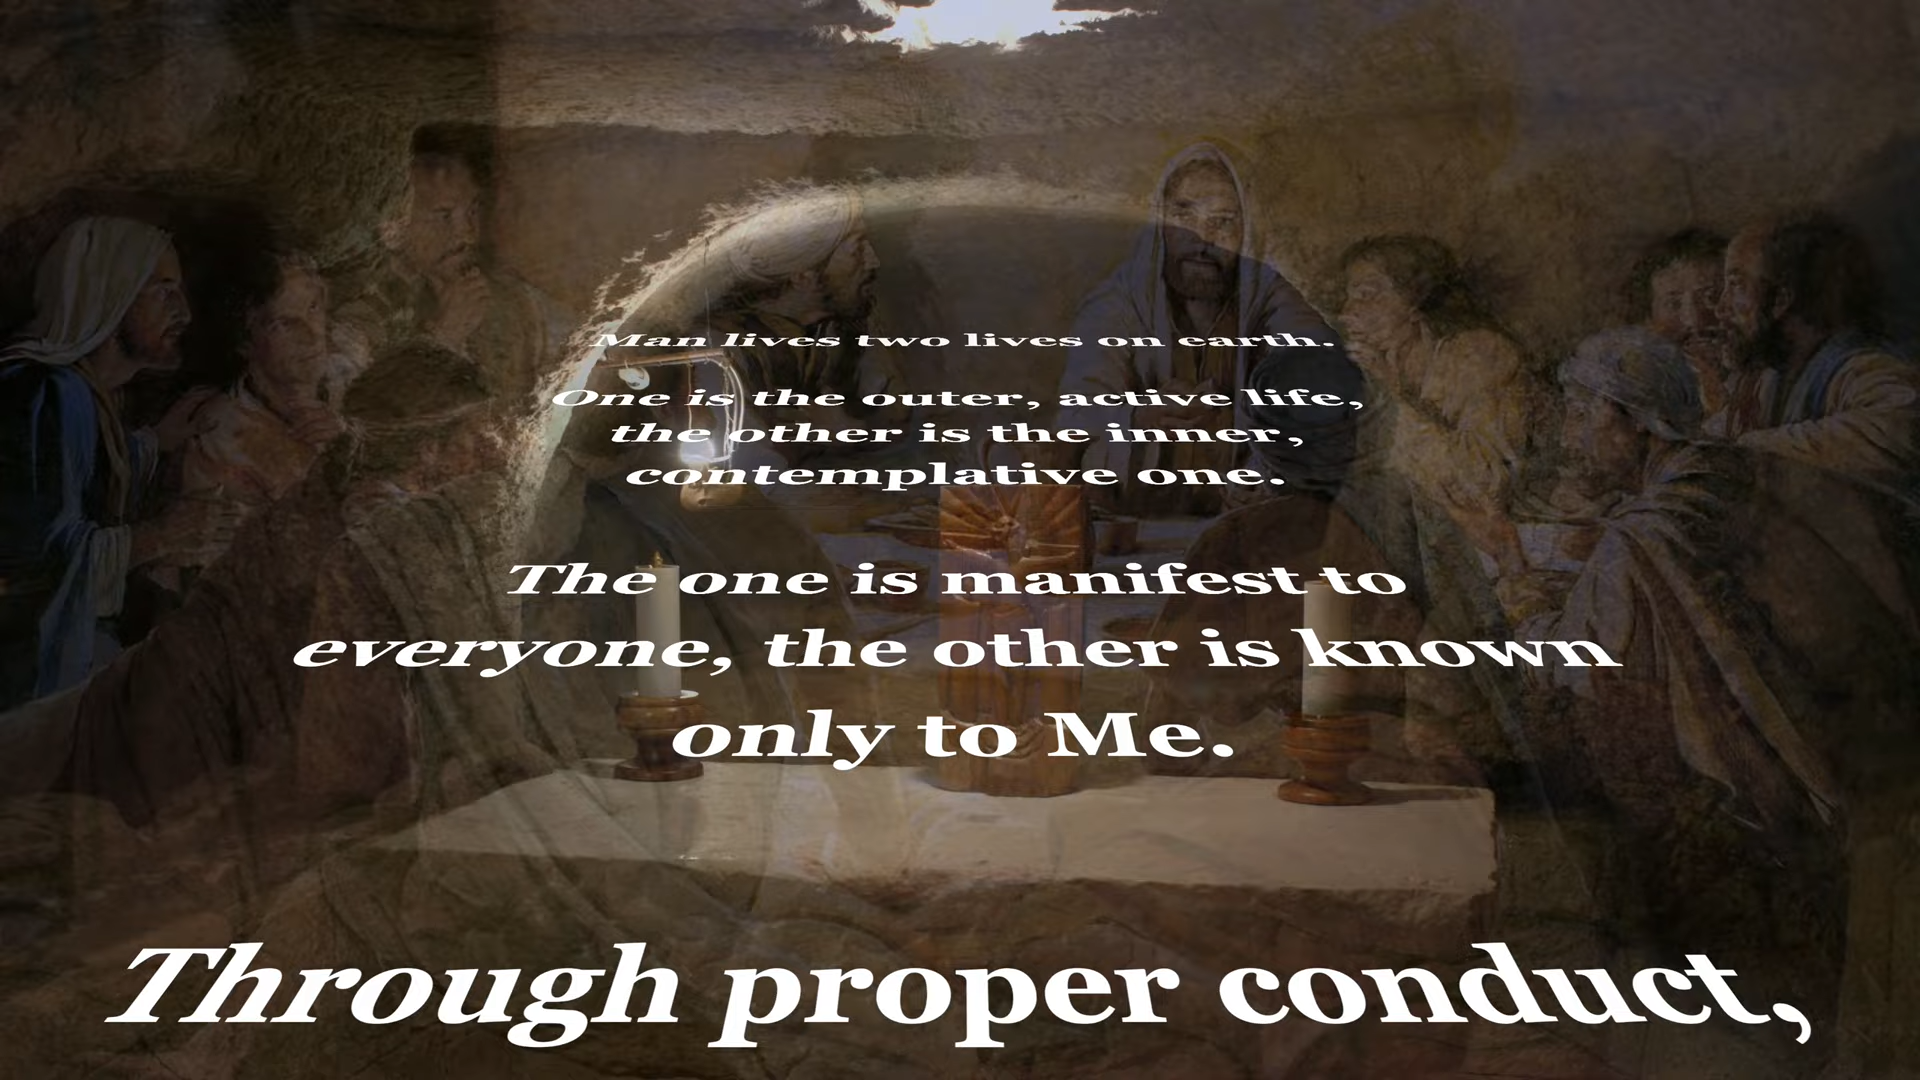 Man lives two lives on earth.
One is the outer, active life,
the other is the inner,
contemplative one.
The one is manifest to
everyone, the other is known
only to Me.
Through proper conduct,